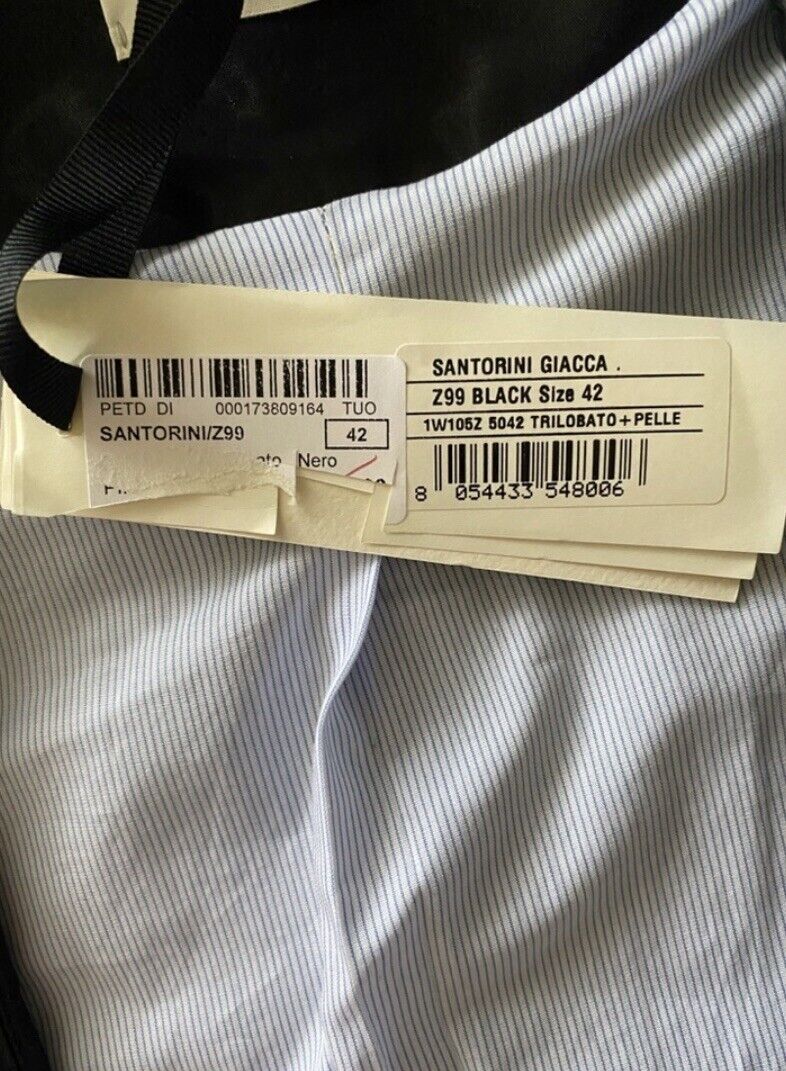 PETD DI 000173809164 TUO
SANTORINI/Z99 42
Nero
SANTORINI GIACCA .
Z99 BLACK Size 42
1W105Z 5042 TRILOBATO+PELLE
8 054433 548006